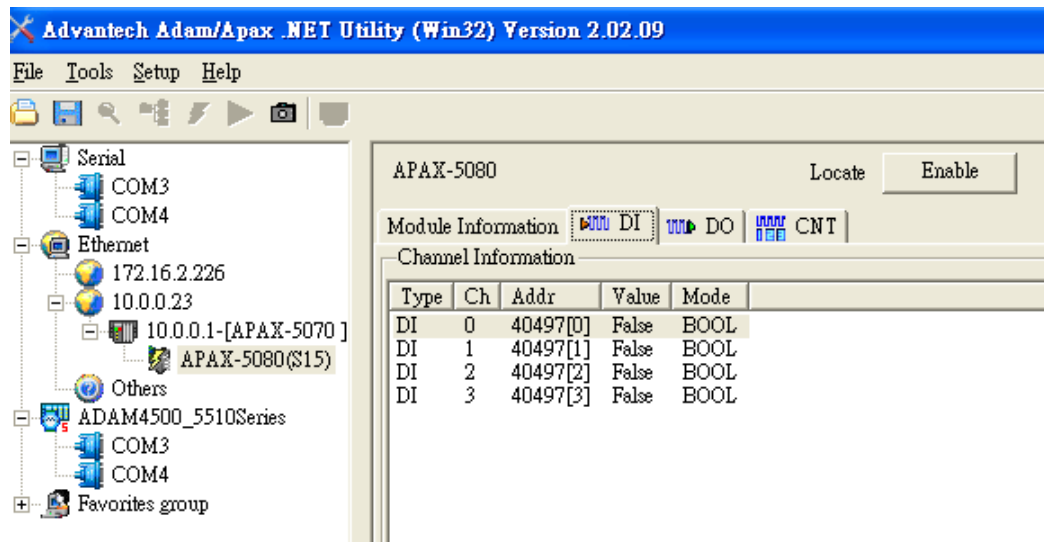 Advantech Adam/Apax .NET Utility (Win32) Version 2.02.09
File Tools Setup Help
Serial
COM3
COM4
Ethernet
172.16.2.226
10.0.0.23
10.0.0.1-[APAX-5070 ]
APAX-5080(S15)
Others
ADAM4500_5510Series
COM3
COM4
Favorites group
APAX-5080 Locate Enable
Module Information DI DO CNT
Channel Information
Type Ch Addr Value Mode
DI 0 40497[0] False BOOL
DI 1 40497[1] False BOOL
DI 2 40497[2] False BOOL
DI 3 40497[3] False BOOL